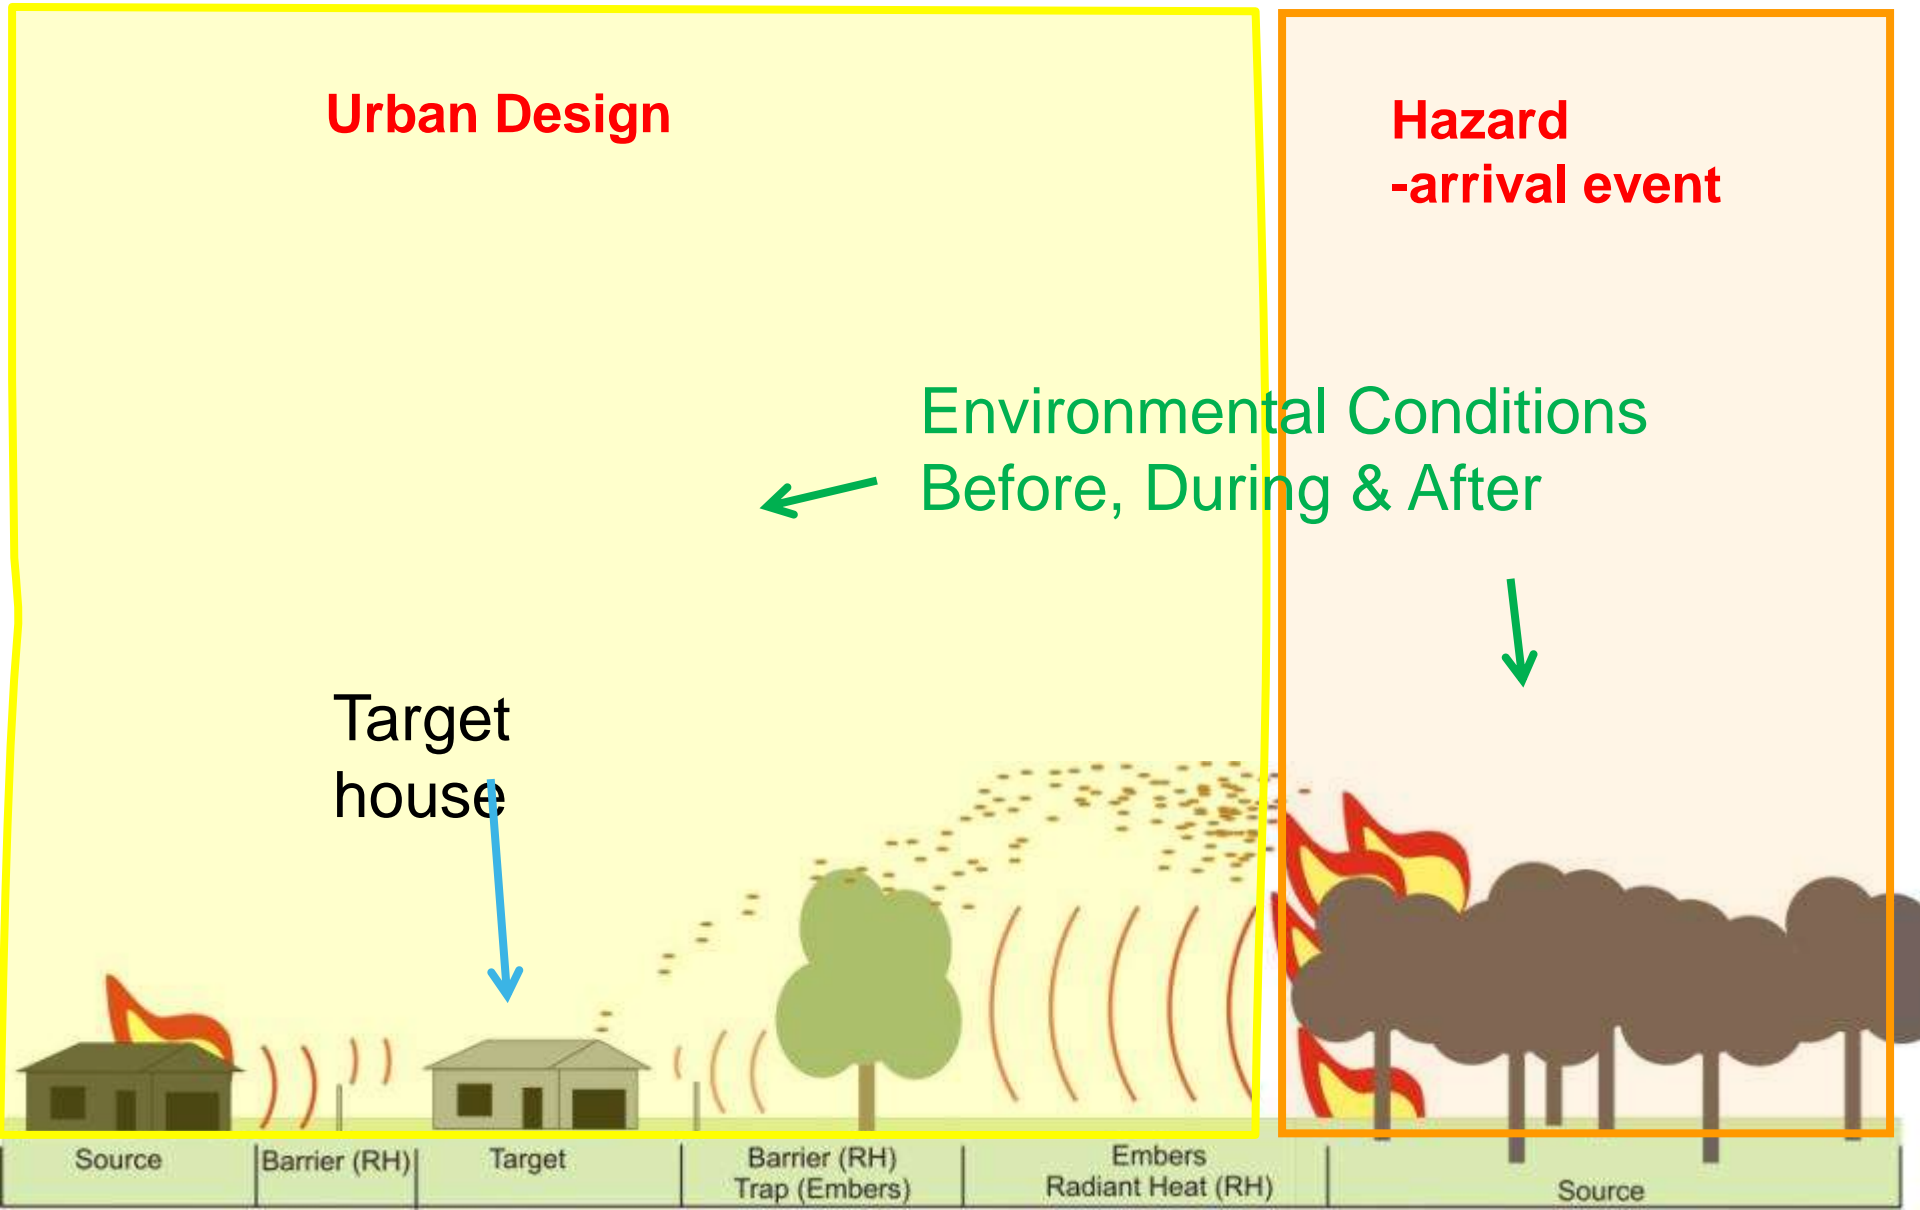 Urban Design
Hazard
-arrival event
Environmental Conditions
Before, During & After
Target
house
Source
Barrier (RH)
Target
Barrier (RH)
Trap (Embers)
Embers
Radiant Heat (RH)
Source